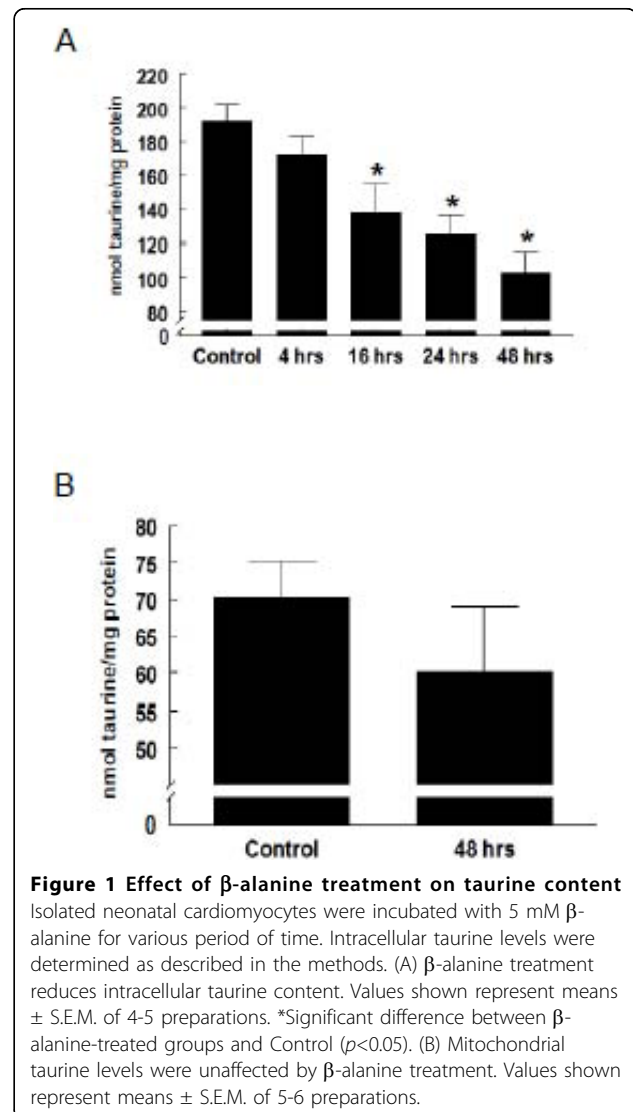 A
nmol taurine/mg protein
220
200
180
160
140
120
100
80
0
*
*
*
Control 4 hrs 16 hrs 24 hrs 48 hrs
B
nmol taurine/mg protein
80
75
70
65
60
55
50
0
Control 48 hrs
Figure 1 Effect of β-alanine treatment on taurine content
Isolated neonatal cardiomyocytes were incubated with 5 mM β-
alanine for various period of time. Intracellular taurine levels were
determined as described in the methods. (A) β-alanine treatment
reduces intracellular taurine content. Values shown represent means
± S.E.M. of 4-5 preparations. *Significant difference between β-
alanine-treated groups and Control (p<0.05). (B) Mitochondrial
taurine levels were unaffected by β-alanine treatment. Values shown
represent means ± S.E.M. of 5-6 preparations.